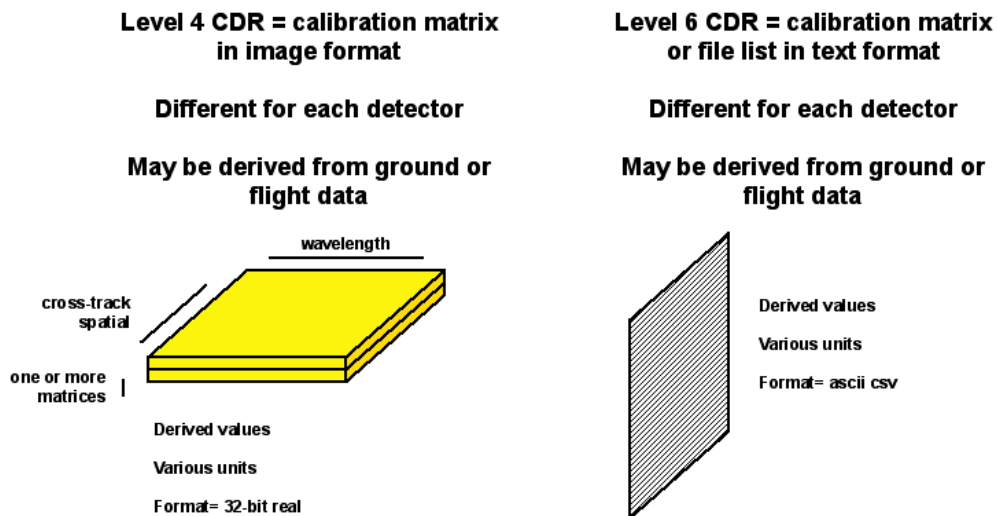 Level 4 CDR = calibration matrix
in image format
Different for each detector
May be derived from ground or
flight data
wavelength
cross-track
spatial
one or more
matrices
Derived values
Various units
Format= 32-bit real
Level 6 CDR = calibration matrix
or file list in text format
Different for each detector
May be derived from ground or
flight data
Derived values
Various units
Format= ascii csv